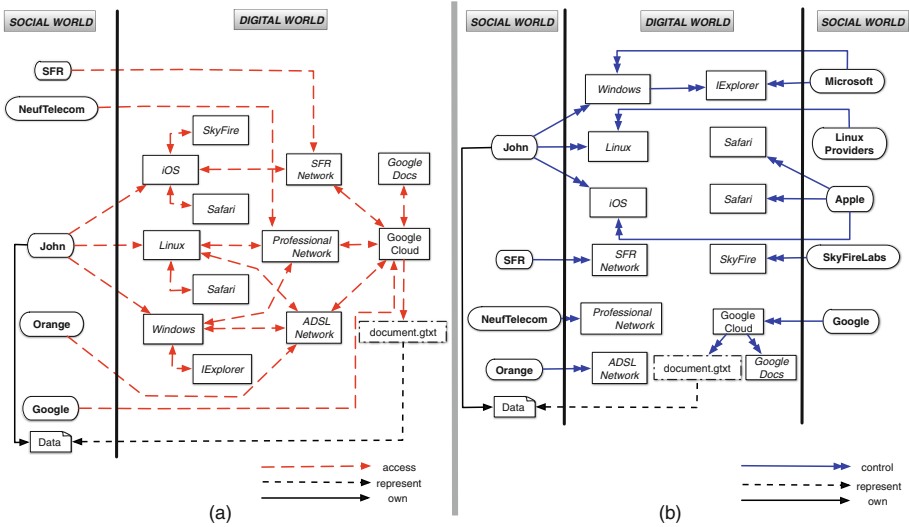 SOCIAL WORLD
DIGITAL WORLD
SFR
NeufTelecom
SkyFire
iOS
SFR
Network
Google
Docs
Safari
John
Linux
Professional
Network
Google
Cloud
Safari
Orange
Windows
ADSL
Network
document.gtxt
IExplorer
Google
Data
access
represent
own
(a)
SOCIAL WORLD
DIGITAL WORLD
SOCIAL WORLD
Windows
IExplorer
Microsoft
John
Linux
Safari
Linux
Providers
iOS
Safari
Apple
SFR
SFR
Network
SkyFire
SkyFireLabs
NeufTelecom
Professional
Network
Google
Cloud
Google
Orange
ADSL
Network
document.gtxt
Google
Docs
Data
control
represent
own
(b)